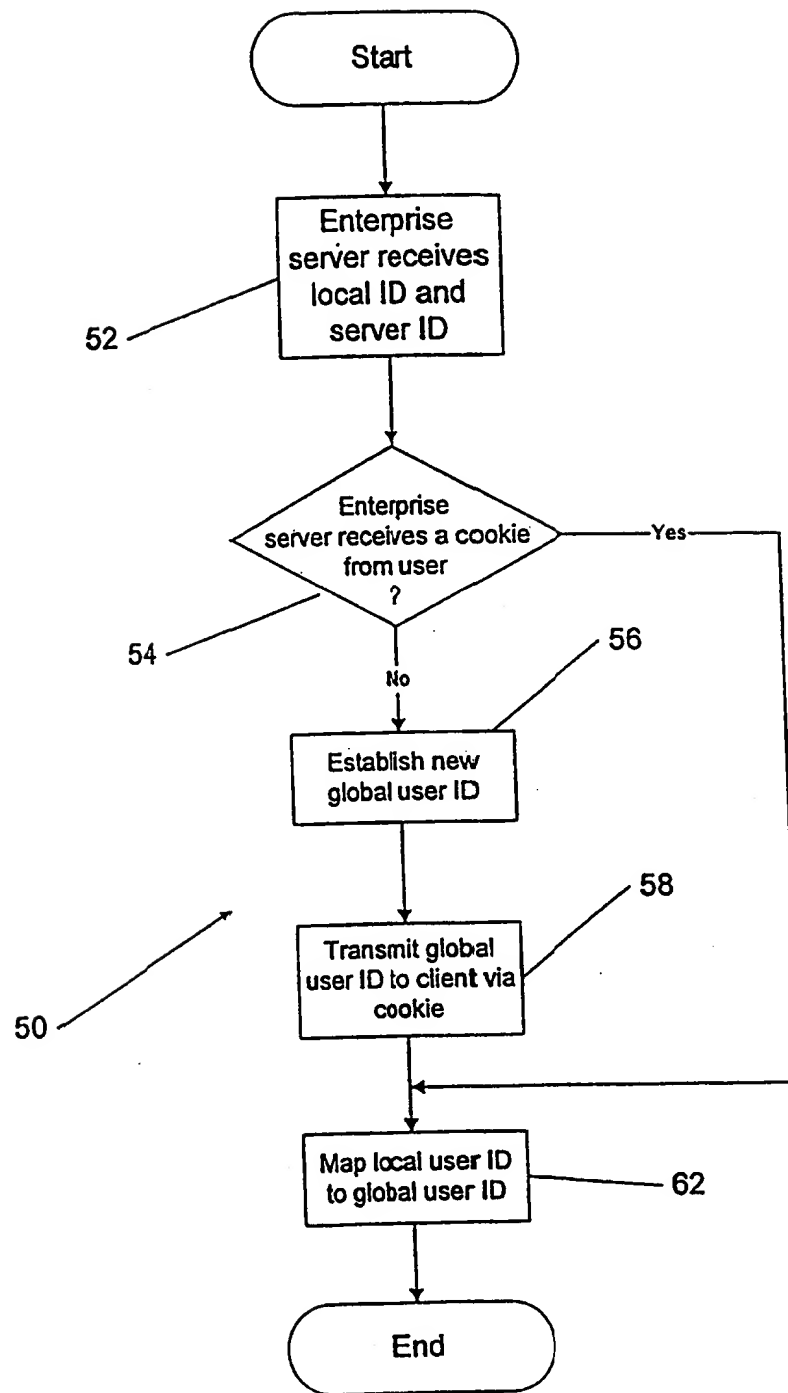 Start
Enterprise
server receives
local ID and
server ID
52
Enterprise
server receives a cookie
from user
?
Yes
54
No
56
Establish new
global user ID
58
Transmit global
user ID to client via
cookie
50
Map local user ID
to global user ID
62
End